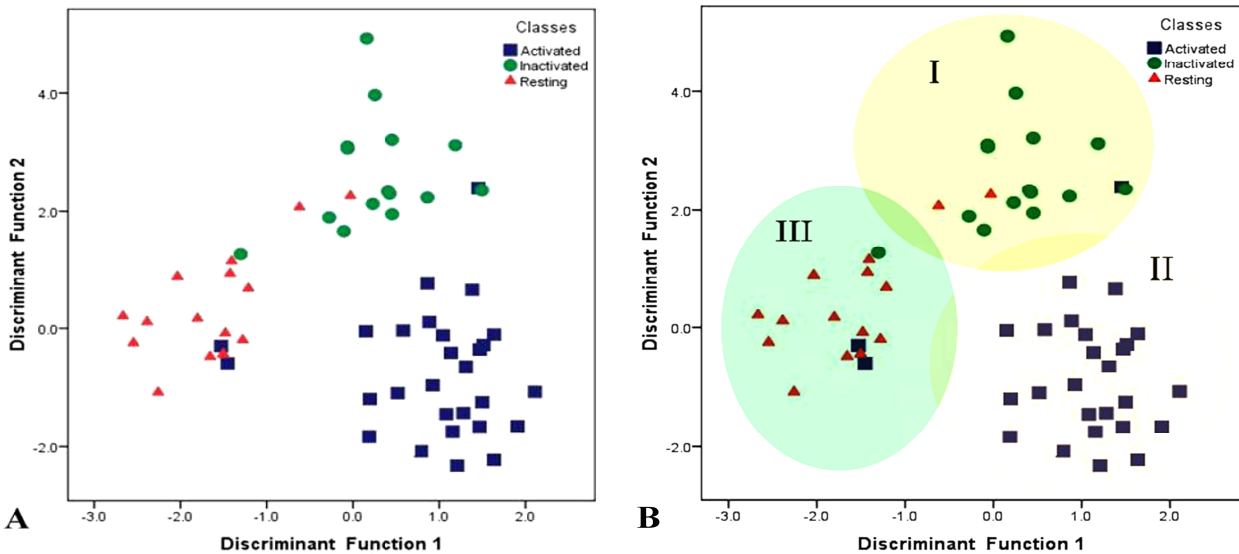 Classes
Activated
Inactivated
Resting
4.0
2.0
0.0
-2.0
Discriminant Function 2
-3.0 -2.0 -1.0 0.0 1.0 2.0
Discriminant Function 1
A
Classes
Activated
Inactivated
Resting
I
II
III
4.0
2.0
0.0
-2.0
Discriminant Function 2
-3.0 -2.0 -1.0 0.0 1.0 2.0
Discriminant Function 1
B